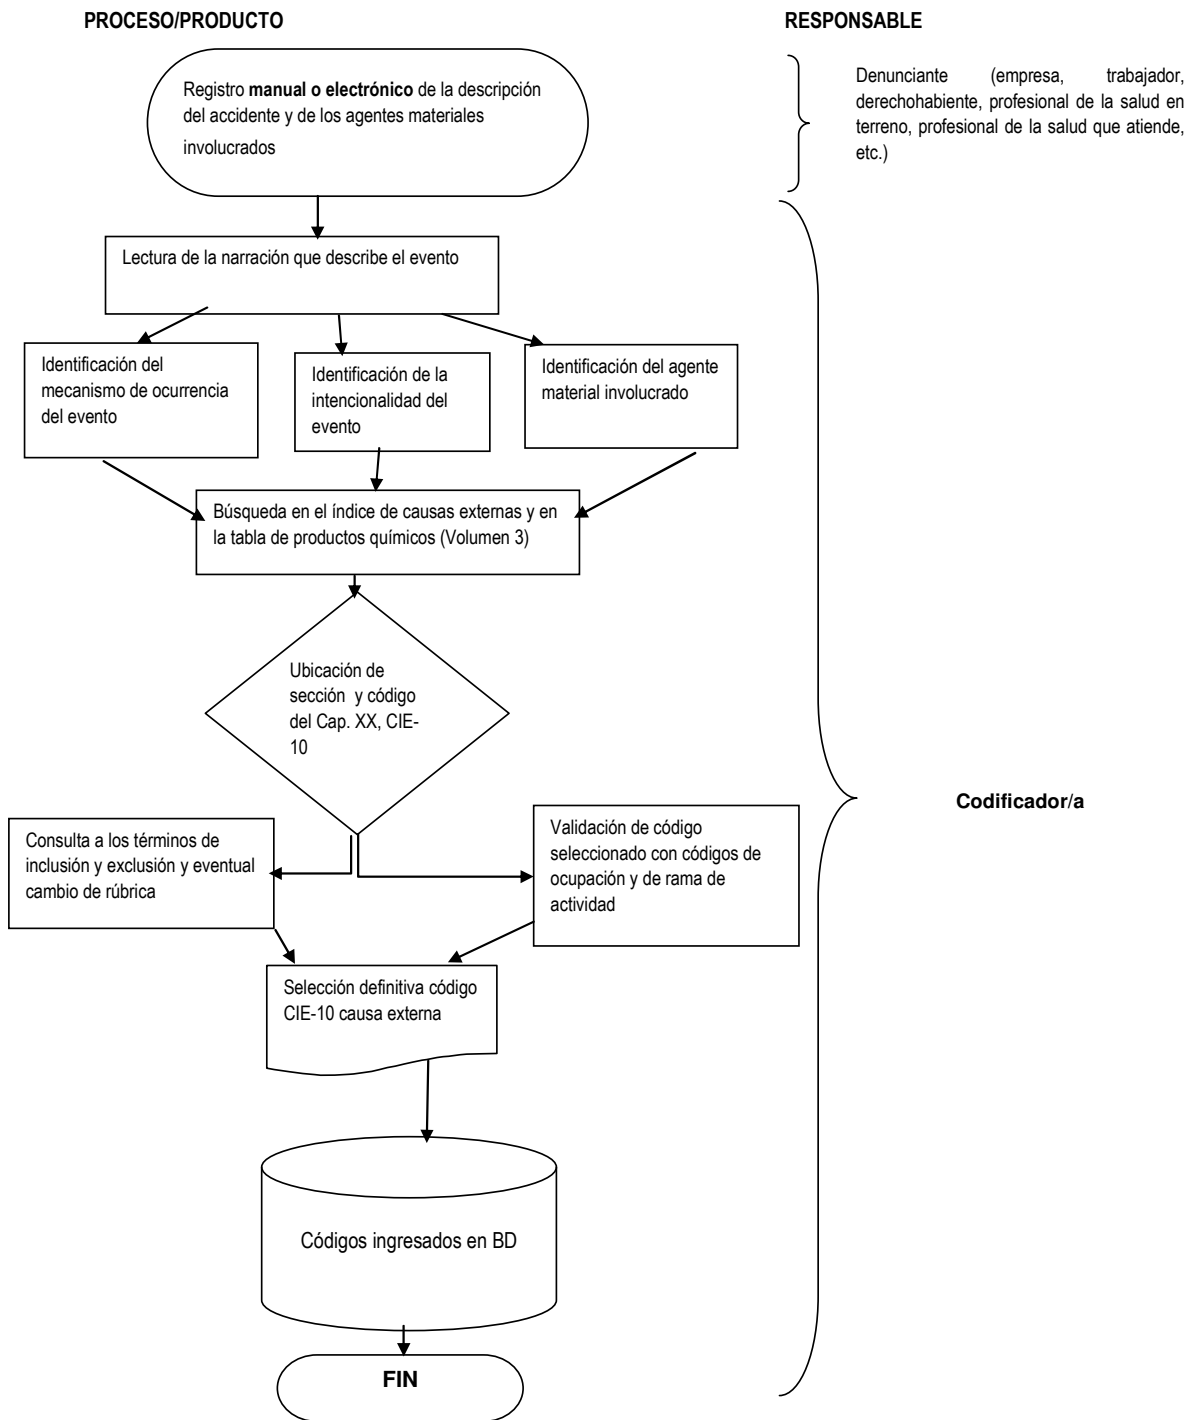 PROCESO/PRODUCTO
RESPONSABLE
Registro manual o electrónico de la descripción
del accidente y de los agentes materiales
involucrados
Denunciante (empresa, trabajador,
derechohabiente, profesional de la salud en
terreno, profesional de la salud que atiende,
etc.)
Lectura de la narración que describe el evento
Identificación del
mecanismo de ocurrencia
del evento
Identificación de la
intencionalidad del
evento
Identificación del agente
material involucrado
Búsqueda en el índice de causas externas y en
la tabla de productos químicos (Volumen 3)
Ubicación de
sección y código
del Cap. XX, CIE-
10
Codificador/a
Consulta a los términos de
inclusión y exclusión y eventual
cambio de rúbrica
Validación de código
seleccionado con códigos de
ocupación y de rama de
actividad
Selección definitiva código
CIE-10 causa externa
Códigos ingresados en BD
FIN